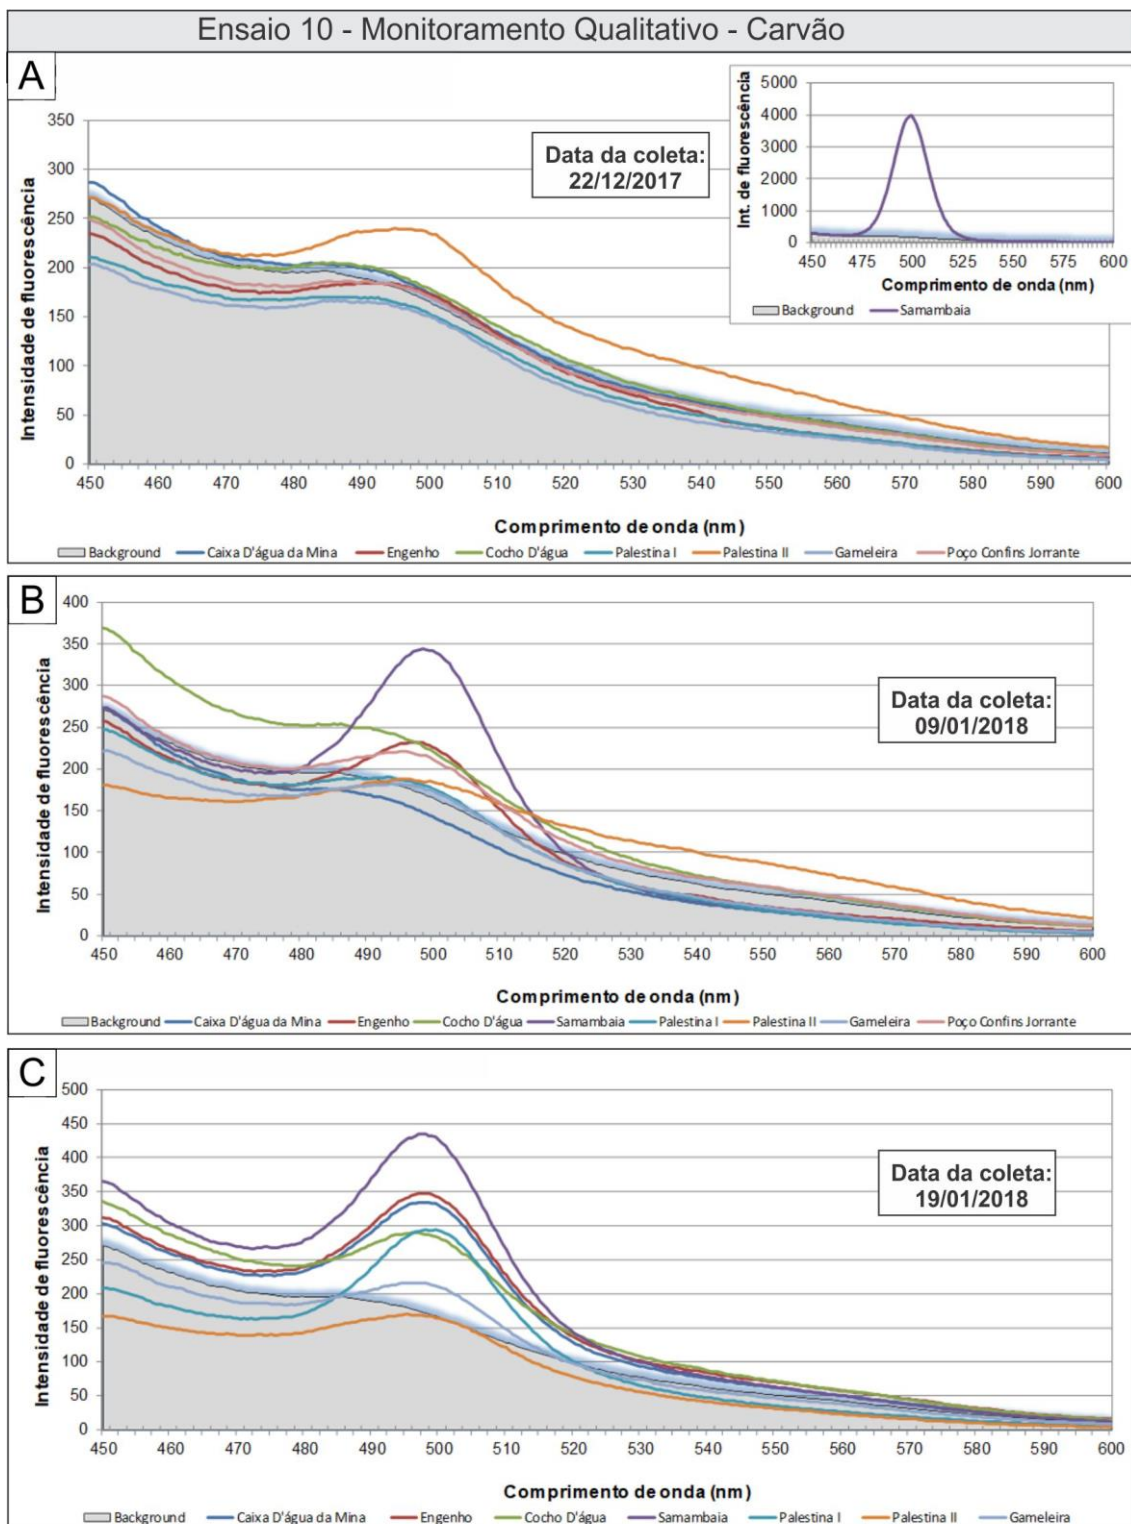 Ensaio 10 - Monitoramento Qualitativo - Carvão
A
Intensidade de fluorescência
350
300
250
200
150
100
50
0
450 460 470 480 490 500 510 520 530 540 550 560 570 580 590 600
Comprimento de onda (nm)
Data da coleta:
22/12/2017
Int. de fluorescência
5000
4000
3000
2000
1000
0
450 475 500 525 550 575 600
Comprimento de onda (nm)
Background Samambaia
Background Caixa D'água da Mina Engenho Cocho D'água Palestina I Palestina II Gameleira Poço Confins Jorrante
B
Intensidade de fluorescência
400
350
300
250
200
150
100
50
0
450 460 470 480 490 500 510 520 530 540 550 560 570 580 590 600
Comprimento de onda (nm)
Data da coleta:
09/01/2018
Background Caixa D'água da Mina Engenho Cocho D'água Samambaia Palestina I Palestina II Gameleira Poço Confins Jorrante
C
Intensidade de fluorescência
500
450
400
350
300
250
200
150
100
50
0
450 460 470 480 490 500 510 520 530 540 550 560 570 580 590 600
Comprimento de onda (nm)
Data da coleta:
19/01/2018
Background Caixa D'água da Mina Engenho Cocho D'água Samambaia Palestina I Palestina II Gameleira